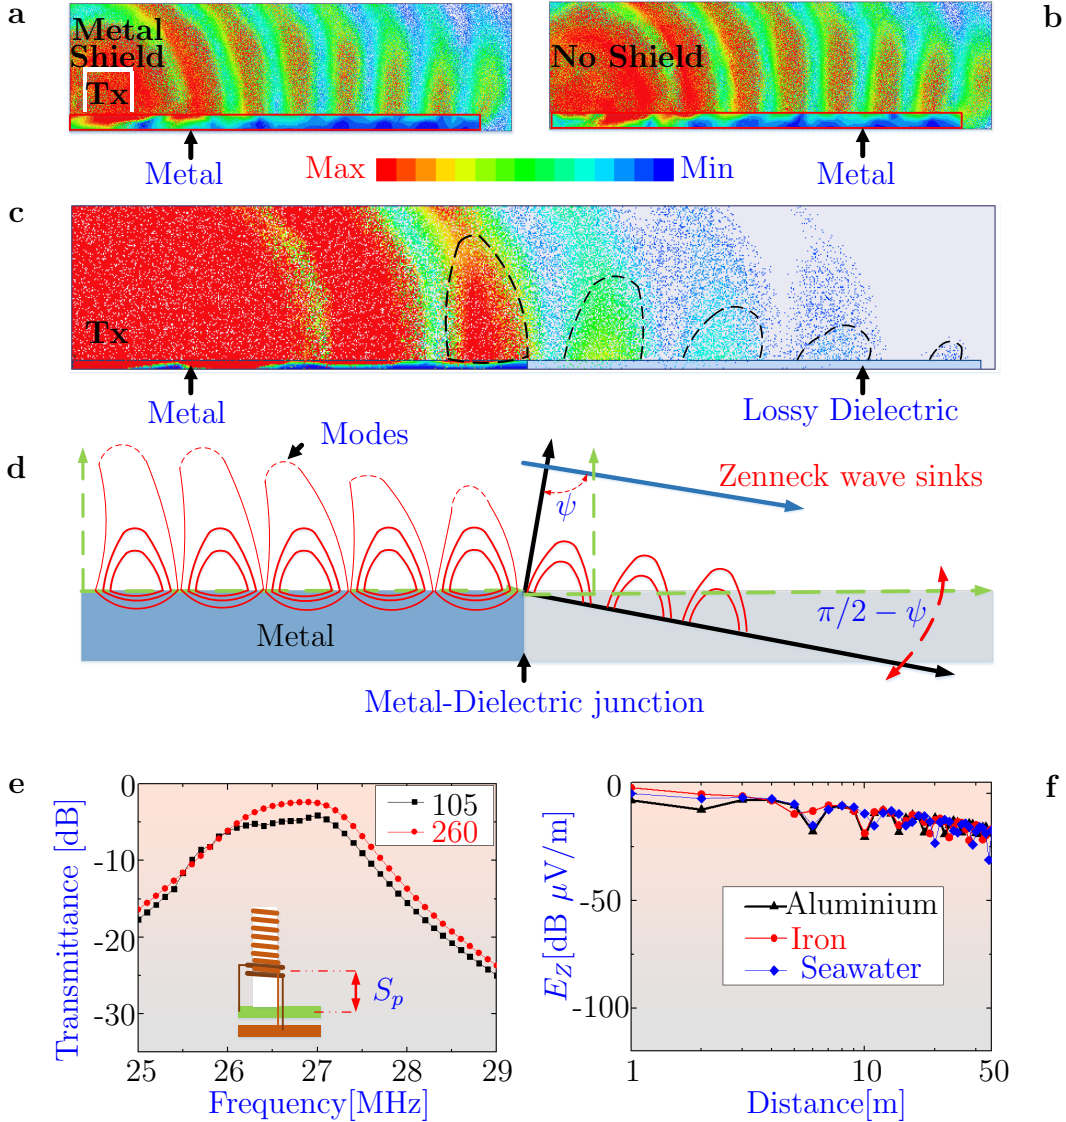 a
Metal
Shield
Tx
No Shield
b
Metal
Max
Min
Metal
c
Tx
Metal
Lossy Dielectric
d
Modes
ψ
Zenneck wave sinks
Metal
π/2 − ψ
Metal-Dielectric junction
e
Transmittance [dB]
0
-10
-20
-30
105
260
Sₚ
25
26
27
28
29
Frequency[MHz]
f
E_Z[dB μV/m]
0
-50
-100
Aluminium
Iron
Seawater
1
10
50
Distance[m]